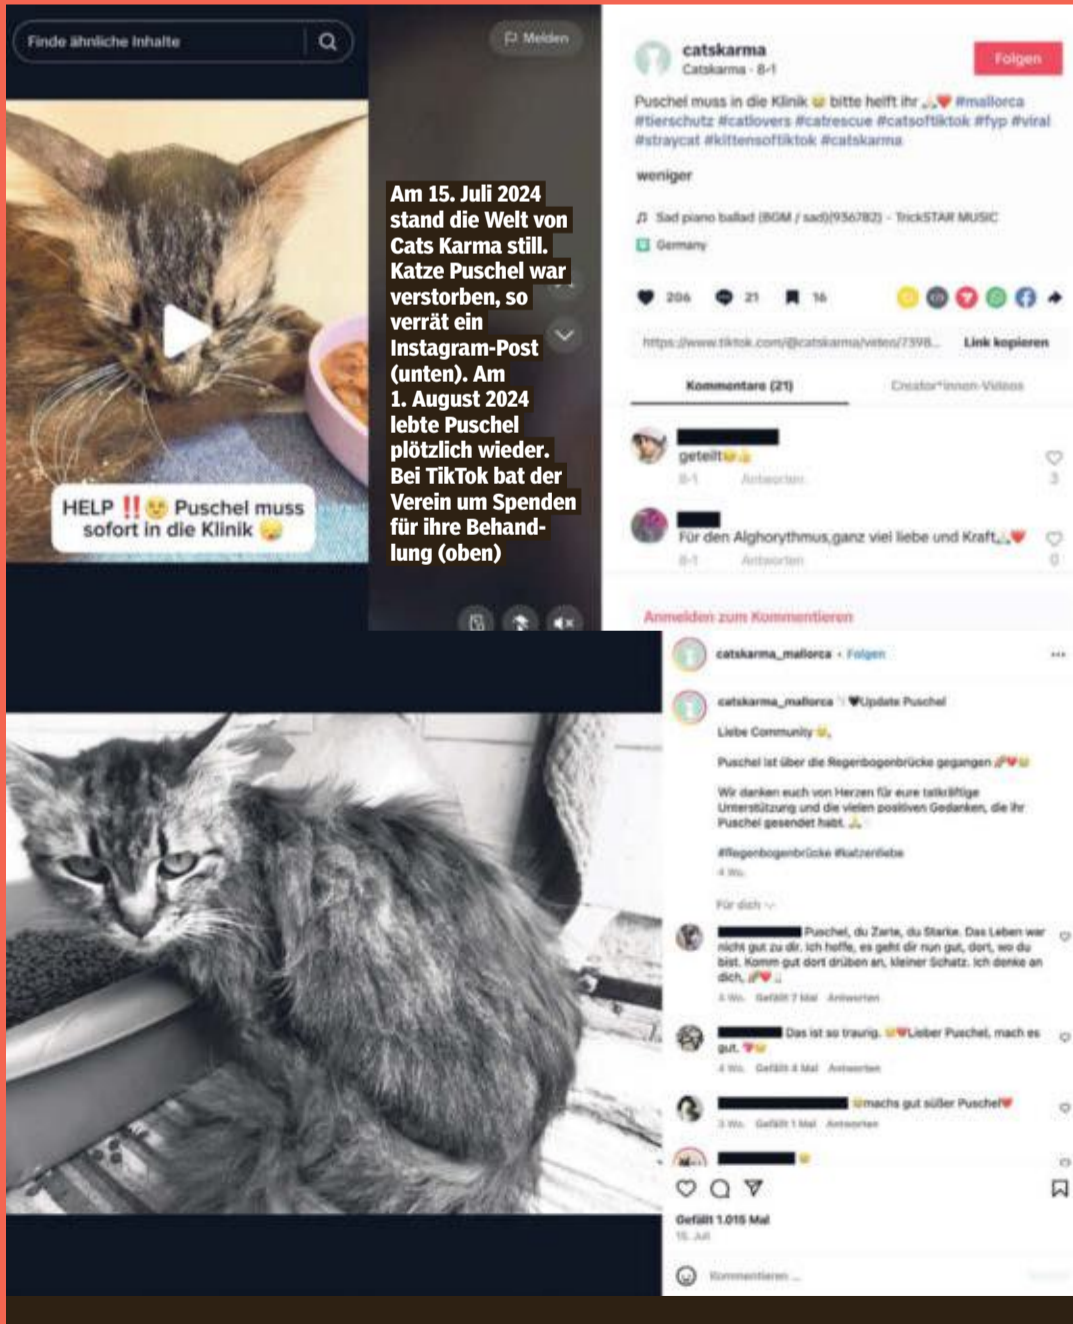 Finde ähnliche Inhalte
Melden
HELP ‼️🥺 Puschel muss
sofort in die Klinik 😪
Am 15. Juli 2024
stand die Welt von
Cats Karma still.
Katze Puschel war
verstorben, so
verrät ein
Instagram-Post
(unten). Am
1. August 2024
lebte Puschel
plötzlich wieder.
Bei TikTok bat der
Verein um Spenden
für ihre Behand-
lung (oben)
catskarma
Catskarma · 8-1
Folgen
Puschel muss in die Klinik 😿 bitte helft ihr 🙏🏻❤️ #mallorca
#tierschutz #catlovers #catrescue #catsoftiktok #fyp #viral
#straycat #kittensoftiktok #catskarma
weniger
♫ Sad piano ballad (BGM / sad)(936782) - TrickSTAR MUSIC
Germany
206 21 16
https://www.tiktok.com/@catskarma/video/7398...
Link kopieren
Kommentare (21)
Creator*innen-Videos
geteilt
8-1 Antworten
3
Für den Alghorythmus,ganz viel liebe und Kraft
8-1 Antworten
0
Anmelden zum Kommentieren
catskarma_mallorca • Folgen
catskarma_mallorca 🖤Update Puschel
Liebe Community
Puschel ist über die Regenbogenbrücke gegangen 🌈❤️
Wir danken euch von Herzen für eure tatkräftige
Unterstützung und die vielen positiven Gedanken, die ihr
Puschel gesendet habt.
#Regenbogenbrücke #katzenliebe
4 Wo.
Für dich
Puschel, du Zarte, du Starke. Das Leben war
nicht gut zu dir. Ich hoffe, es geht dir nun gut, dort, wo du
bist. Komm gut dort drüben an, kleiner Schatz. Ich denke an
dich, 🌈❤️
4 Wo. Gefällt 7 Mal Antworten
Das ist so traurig. Lieber Puschel, mach es
gut.
4 Wo. Gefällt 4 Mal Antworten
machs gut süßer Puschel❤️
3 Wo. Gefällt 1 Mal Antworten
Gefällt 1.015 Mal
15. Juli
Kommentieren ...